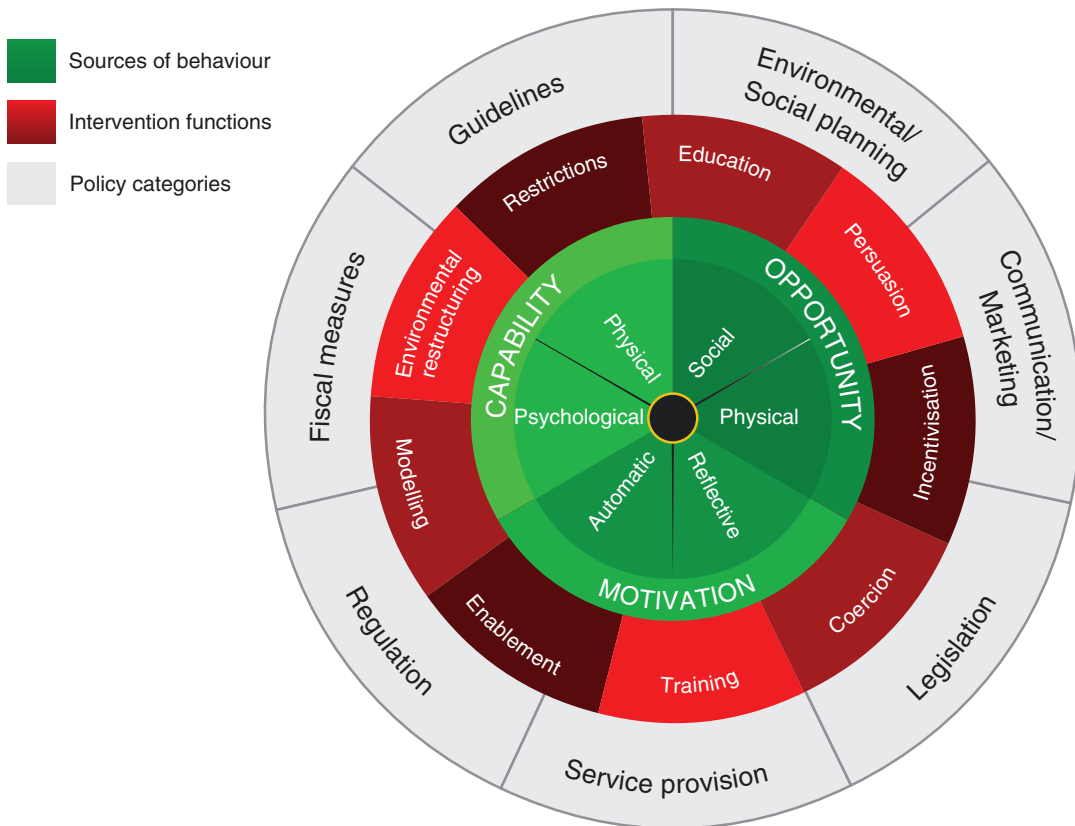 Sources of behaviour
Intervention functions
Policy categories
Guidelines
Environmental/
Social planning
Communication/
Marketing
Legislation
Service provision
Regulation
Fiscal measures
Restrictions
Education
Persuasion
Incentivisation
Coercion
Training
Enablement
Modelling
Environmental
restructuring
CAPABILITY
OPPORTUNITY
MOTIVATION
Physical
Social
Physical
Reflective
Automatic
Psychological